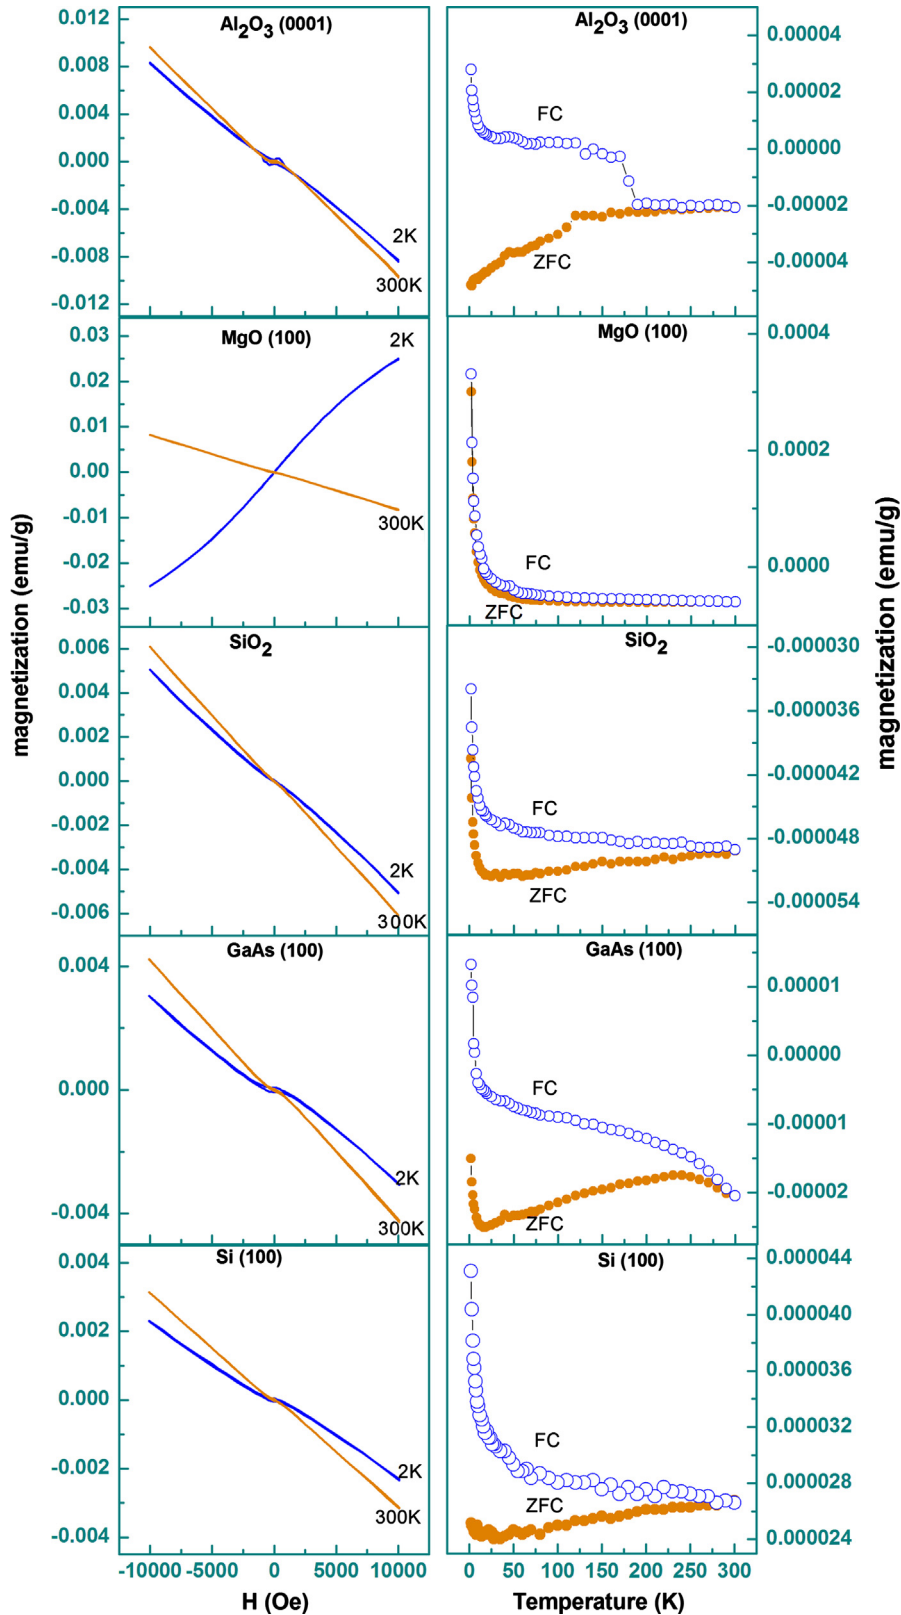 Al2O3 (0001)
0.012
0.008
0.004
0.000
-0.004
-0.008
-0.012
2K
300K
Al2O3 (0001)
FC
ZFC
0.00004
0.00002
0.00000
-0.00002
-0.00004
MgO (100)
0.03
0.02
0.01
0.00
-0.01
-0.02
-0.03
2K
300K
MgO (100)
FC
ZFC
0.0004
0.0002
0.0000
magnetization (emu/g)
magnetization (emu/g)
SiO2
0.006
0.004
0.002
0.000
-0.002
-0.004
-0.006
2K
300K
SiO2
FC
ZFC
-0.000030
-0.000036
-0.000042
-0.000048
-0.000054
GaAs (100)
0.004
0.000
-0.004
2K
300K
GaAs (100)
FC
ZFC
0.00001
0.00000
-0.00001
-0.00002
Si (100)
0.004
0.002
0.000
-0.002
-0.004
2K
300K
Si (100)
FC
ZFC
0.000044
0.000040
0.000036
0.000032
0.000028
0.000024
-10000 -5000 0 5000 10000
H (Oe)
0 50 100 150 200 250 300
Temperature (K)